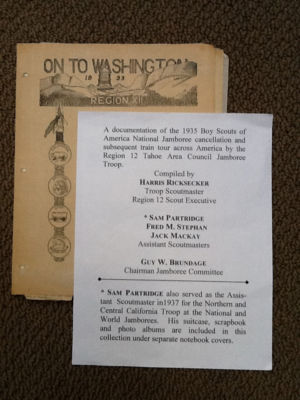 ON TO WASHINGTON
1933
REGION XII
A documentation of the 1935 Boy Scouts of
America National Jamboree cancellation and
subsequent train tour across America by the
Region 12 Tahoe Area Council Jamboree
Troop.
Compiled by
HARRIS RICKSECKER
Troop Scoutmaster
Region 12 Scout Executive
* SAM PARTRIDGE
FRED M. STEPHAN
JACK MACKAY
Assistant Scoutmasters
GUY W. BRUNDAGE
Chairman Jamboree Committee
* SAM PARTRIDGE also served as the Assis-
tant Scoutmaster in1937 for the Northern and
Central California Troop at the National and
World Jamborees. His suitcase, scrapbook
and photo albums are included in this
collection under separate notebook covers.